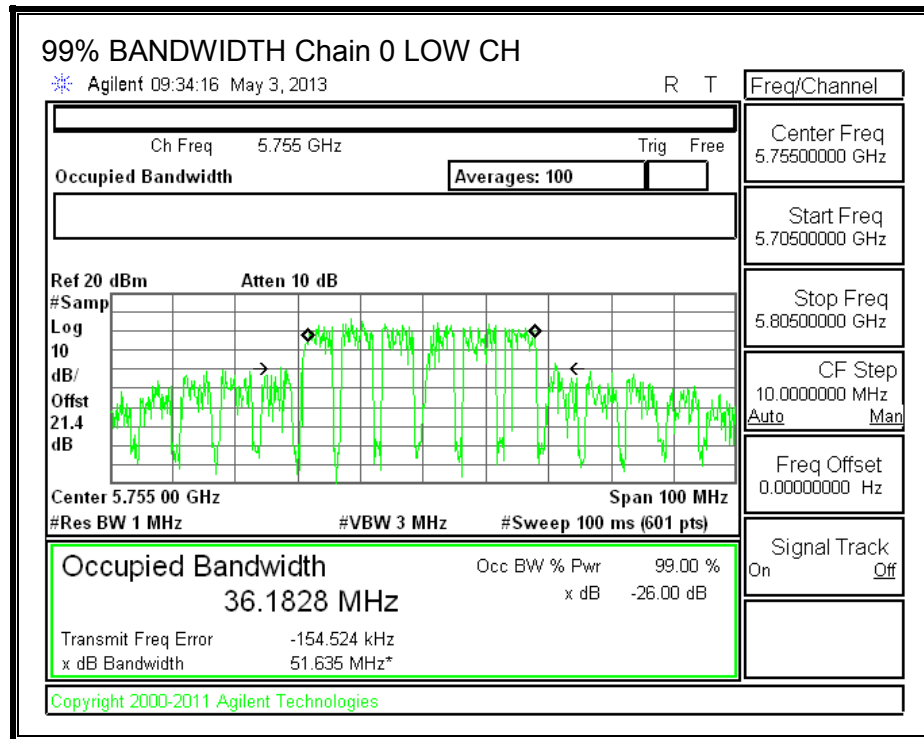 99% BANDWIDTH Chain 0 LOW CH
Agilent 09:34:16 May 3, 2013 R T
Freq/Channel
Ch Freq 5.755 GHz Trig Free
Occupied Bandwidth Averages: 100
Center Freq
5.75500000 GHz
Start Freq
5.70500000 GHz
Stop Freq
5.80500000 GHz
CF Step
10.0000000 MHz
Auto Man
Freq Offset
0.00000000 Hz
Signal Track
On Off
Ref 20 dBm Atten 10 dB
#Samp
Log
10
dB/
Offst
21.4
dB
Center 5.755 00 GHz Span 100 MHz
#Res BW 1 MHz #VBW 3 MHz #Sweep 100 ms (601 pts)
Occupied Bandwidth Occ BW % Pwr 99.00 %
36.1828 MHz x dB -26.00 dB
Transmit Freq Error -154.524 kHz
x dB Bandwidth 51.635 MHz*
Copyright 2000-2011 Agilent Technologies